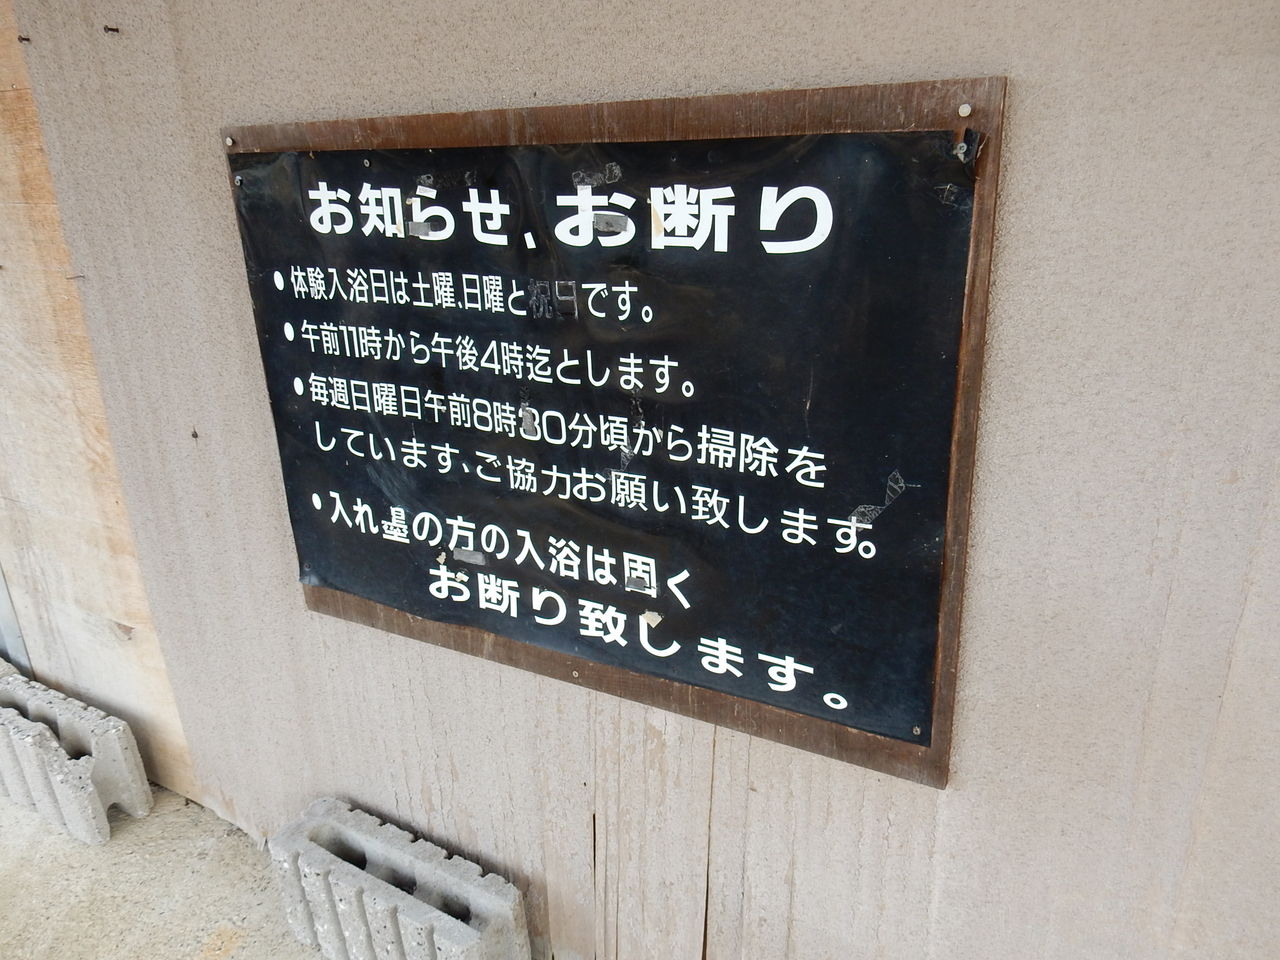 お知らせ、お断り
●体験入浴日は土曜、日曜と祝日です。
●午前11時から午後4時迄とします。
●毎週日曜日午前8時30分頃から掃除を
しています、ご協力お願い致します。
●入れ墨の方の入浴は固く
お断り致します。